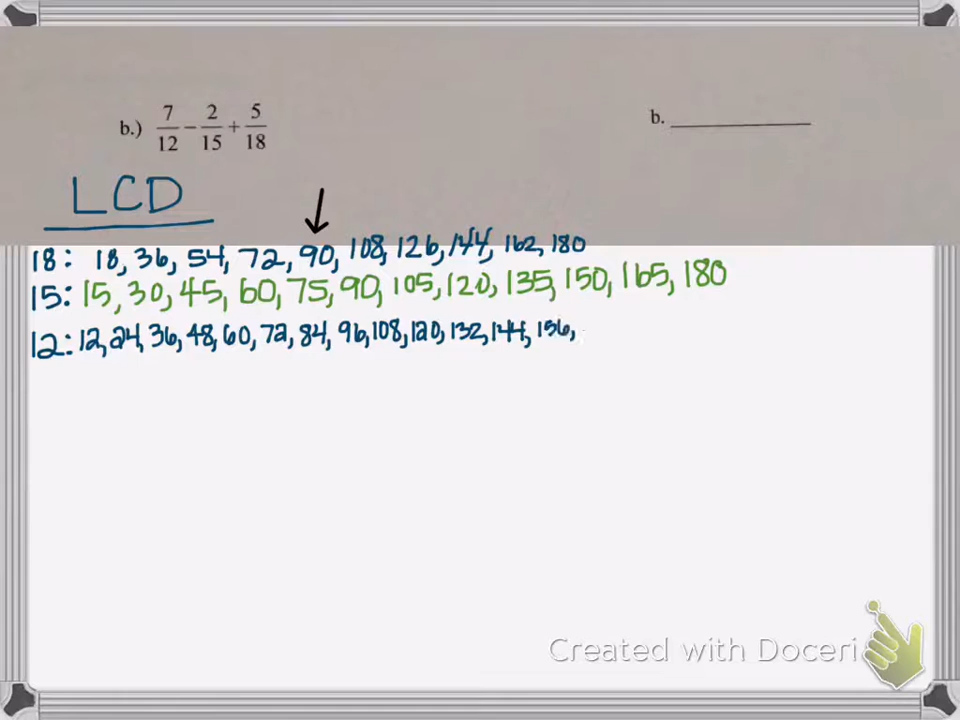 b.) 7/12 − 2/15 + 5/18
b. ____________
LCD
18: 18, 36, 54, 72, 90, 108, 126, 144, 162, 180
15: 15, 30, 45, 60, 75, 90, 105, 120, 135, 150, 165, 180
12: 12, 24, 36, 48, 60, 72, 84, 96, 108, 120, 132, 144, 156,
Created with Doceri